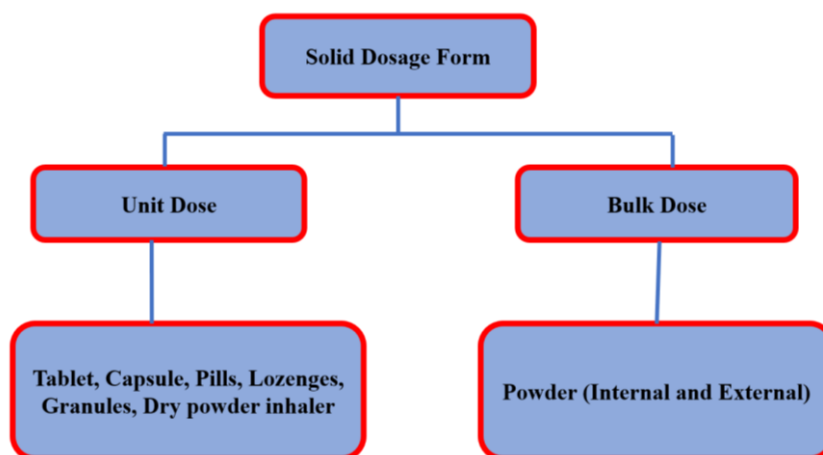 Solid Dosage Form
Unit Dose
Bulk Dose
Tablet, Capsule, Pills, Lozenges,
Granules, Dry powder inhaler
Powder (Internal and External)